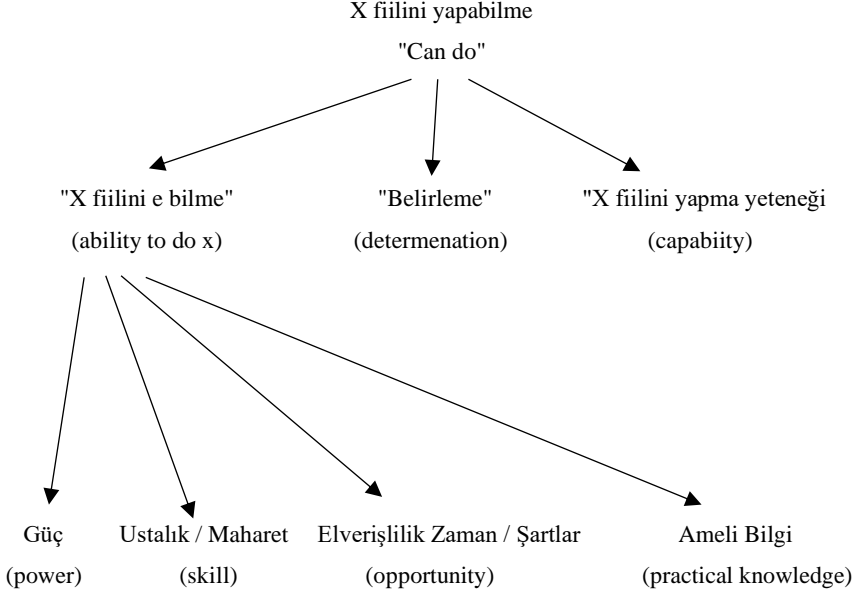 X fiilini yapabilme
"Can do"
"X fiilini e bilme" "Belirleme" "X fiilini yapma yeteneği
(ability to do x) (determenation) (capabiity)
Güç Ustalık / Maharet Elverişlilik Zaman / Şartlar Ameli Bilgi
(power) (skill) (opportunity) (practical knowledge)